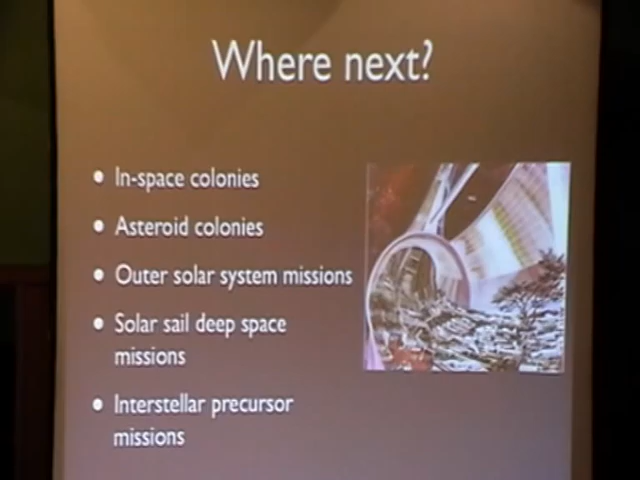 Where next?
In-space colonies
Asteroid colonies
Outer solar system missions
Solar sail deep space
missions
Interstellar precursor
missions